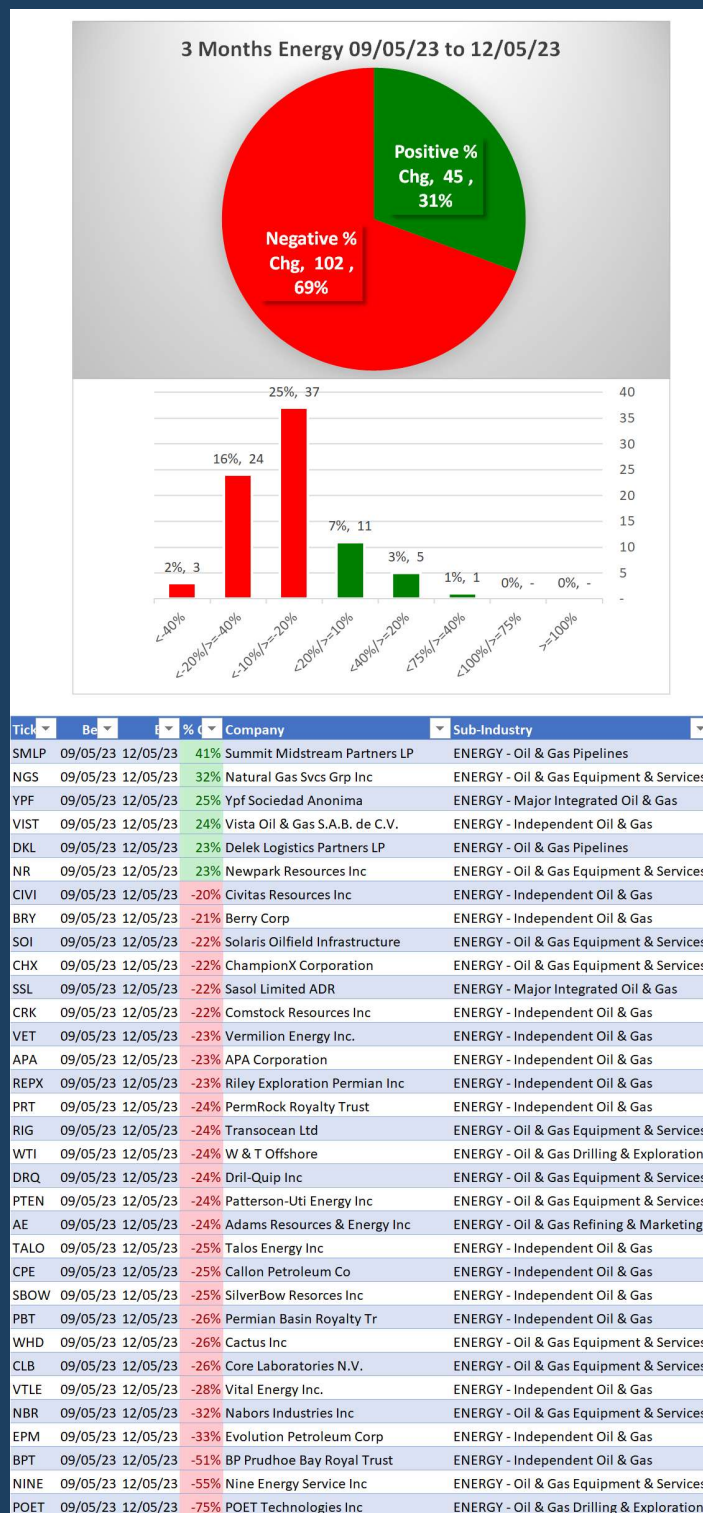 3 Months Energy 09/05/23 to 12/05/23
Positive %
Chg, 45 ,
31%
Negative %
Chg, 102 ,
69%
25%, 37
16%, 24
7%, 11
3%, 5
2%, 3
1%, 1
0%, -
0%, -
40
35
30
25
20
15
10
5
-
<-40%
<-20%/>=-40%
<-10%/>=-20%
<20%/>=10%
<40%/>=20%
<75%/>=40%
<100%/>=75%
>=100%
Tick Be E % C Company Sub-Industry
SMLP 09/05/23 12/05/23 41% Summit Midstream Partners LP ENERGY - Oil & Gas Pipelines
NGS 09/05/23 12/05/23 32% Natural Gas Svcs Grp Inc ENERGY - Oil & Gas Equipment & Services
YPF 09/05/23 12/05/23 25% Ypf Sociedad Anonima ENERGY - Major Integrated Oil & Gas
VIST 09/05/23 12/05/23 24% Vista Oil & Gas S.A.B. de C.V. ENERGY - Independent Oil & Gas
DKL 09/05/23 12/05/23 23% Delek Logistics Partners LP ENERGY - Oil & Gas Pipelines
NR 09/05/23 12/05/23 23% Newpark Resources Inc ENERGY - Oil & Gas Equipment & Services
CIVI 09/05/23 12/05/23 -20% Civitas Resources Inc ENERGY - Independent Oil & Gas
BRY 09/05/23 12/05/23 -21% Berry Corp ENERGY - Independent Oil & Gas
SOI 09/05/23 12/05/23 -22% Solaris Oilfield Infrastructure ENERGY - Oil & Gas Equipment & Services
CHX 09/05/23 12/05/23 -22% ChampionX Corporation ENERGY - Oil & Gas Equipment & Services
SSL 09/05/23 12/05/23 -22% Sasol Limited ADR ENERGY - Major Integrated Oil & Gas
CRK 09/05/23 12/05/23 -22% Comstock Resources Inc ENERGY - Independent Oil & Gas
VET 09/05/23 12/05/23 -23% Vermilion Energy Inc. ENERGY - Independent Oil & Gas
APA 09/05/23 12/05/23 -23% APA Corporation ENERGY - Independent Oil & Gas
REPX 09/05/23 12/05/23 -23% Riley Exploration Permian Inc ENERGY - Independent Oil & Gas
PRT 09/05/23 12/05/23 -24% PermRock Royalty Trust ENERGY - Independent Oil & Gas
RIG 09/05/23 12/05/23 -24% Transocean Ltd ENERGY - Oil & Gas Equipment & Services
WTI 09/05/23 12/05/23 -24% W & T Offshore ENERGY - Oil & Gas Drilling & Exploration
DRQ 09/05/23 12/05/23 -24% Dril-Quip Inc ENERGY - Oil & Gas Equipment & Services
PTEN 09/05/23 12/05/23 -24% Patterson-Uti Energy Inc ENERGY - Oil & Gas Equipment & Services
AE 09/05/23 12/05/23 -24% Adams Resources & Energy Inc ENERGY - Oil & Gas Refining & Marketing
TALO 09/05/23 12/05/23 -25% Talos Energy Inc ENERGY - Independent Oil & Gas
CPE 09/05/23 12/05/23 -25% Callon Petroleum Co ENERGY - Independent Oil & Gas
SBOW 09/05/23 12/05/23 -25% SilverBow Resorces Inc ENERGY - Independent Oil & Gas
PBT 09/05/23 12/05/23 -26% Permian Basin Royalty Tr ENERGY - Independent Oil & Gas
WHD 09/05/23 12/05/23 -26% Cactus Inc ENERGY - Oil & Gas Equipment & Services
CLB 09/05/23 12/05/23 -26% Core Laboratories N.V. ENERGY - Oil & Gas Equipment & Services
VTLE 09/05/23 12/05/23 -28% Vital Energy Inc. ENERGY - Independent Oil & Gas
NBR 09/05/23 12/05/23 -32% Nabors Industries Inc ENERGY - Oil & Gas Equipment & Services
EPM 09/05/23 12/05/23 -33% Evolution Petroleum Corp ENERGY - Independent Oil & Gas
BPT 09/05/23 12/05/23 -51% BP Prudhoe Bay Royal Trust ENERGY - Independent Oil & Gas
NINE 09/05/23 12/05/23 -55% Nine Energy Service Inc ENERGY - Oil & Gas Equipment & Services
POET 09/05/23 12/05/23 -75% POET Technologies Inc ENERGY - Oil & Gas Drilling & Exploration